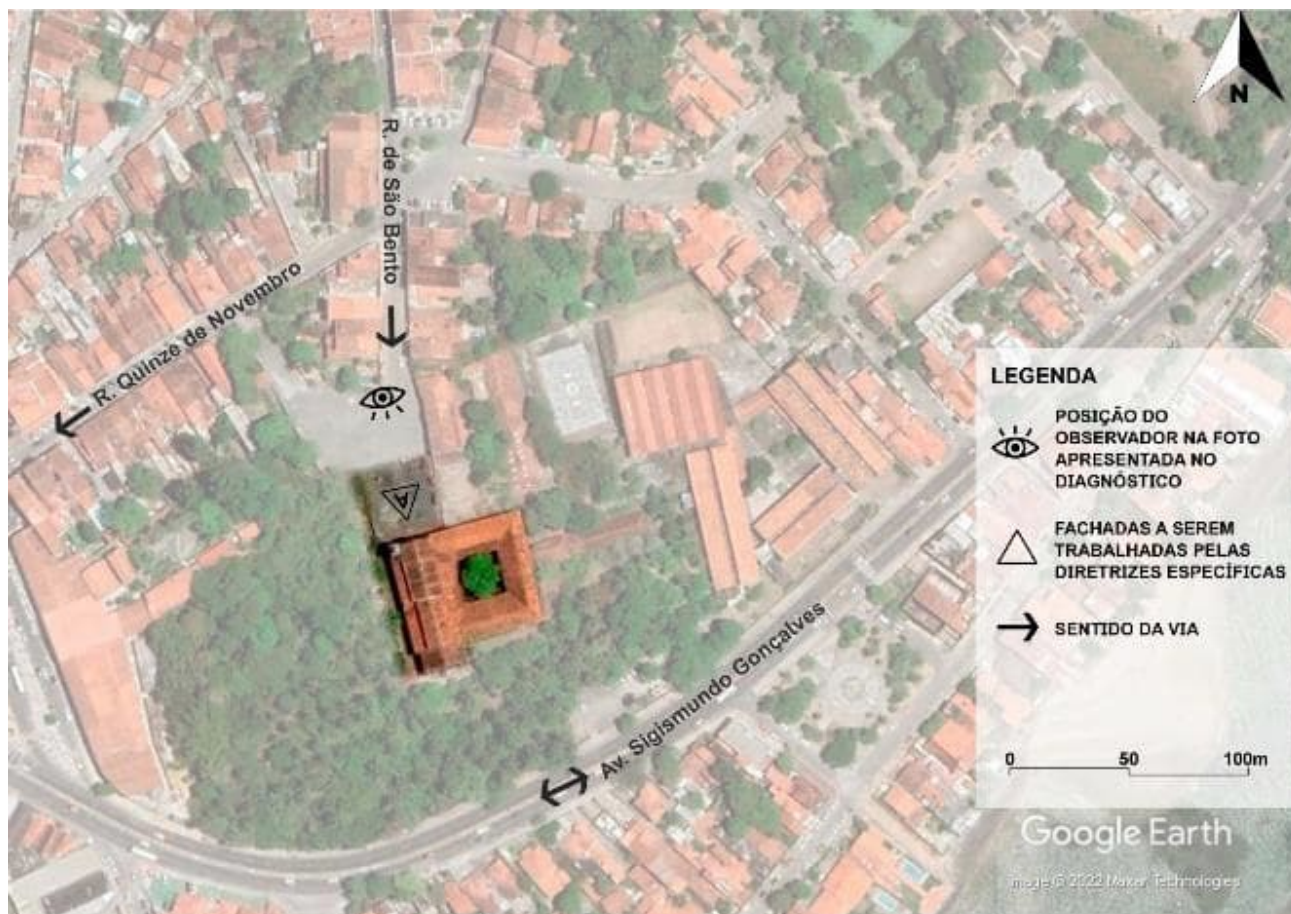 N
R. de São Bento
R. Quinze de Novembro
A
Av. Sigismundo Gonçalves
LEGENDA
POSIÇÃO DO
OBSERVADOR NA FOTO
APRESENTADA NO
DIAGNÓSTICO
FACHADAS A SEREM
TRABALHADAS PELAS
DIRETRIZES ESPECÍFICAS
SENTIDO DA VIA
0 50 100m
Google Earth
Image © 2022 Maxar Technologies